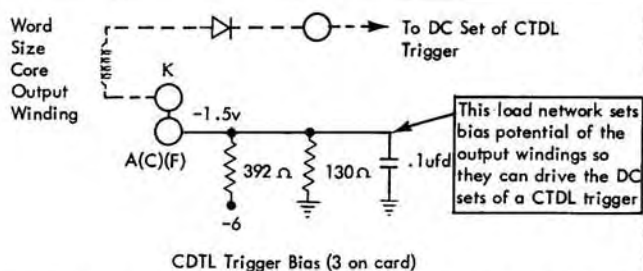 Word
Size
Core
Output
Winding
To DC Set of CTDL
Trigger
K
-1.5v
A(C)(F)
392 Ω
130Ω
.1ufd
-6
This load network sets
bias potential of the
output windings so
they can drive the DC
sets of a CTDL trigger
CDTL Trigger Bias (3 on card)